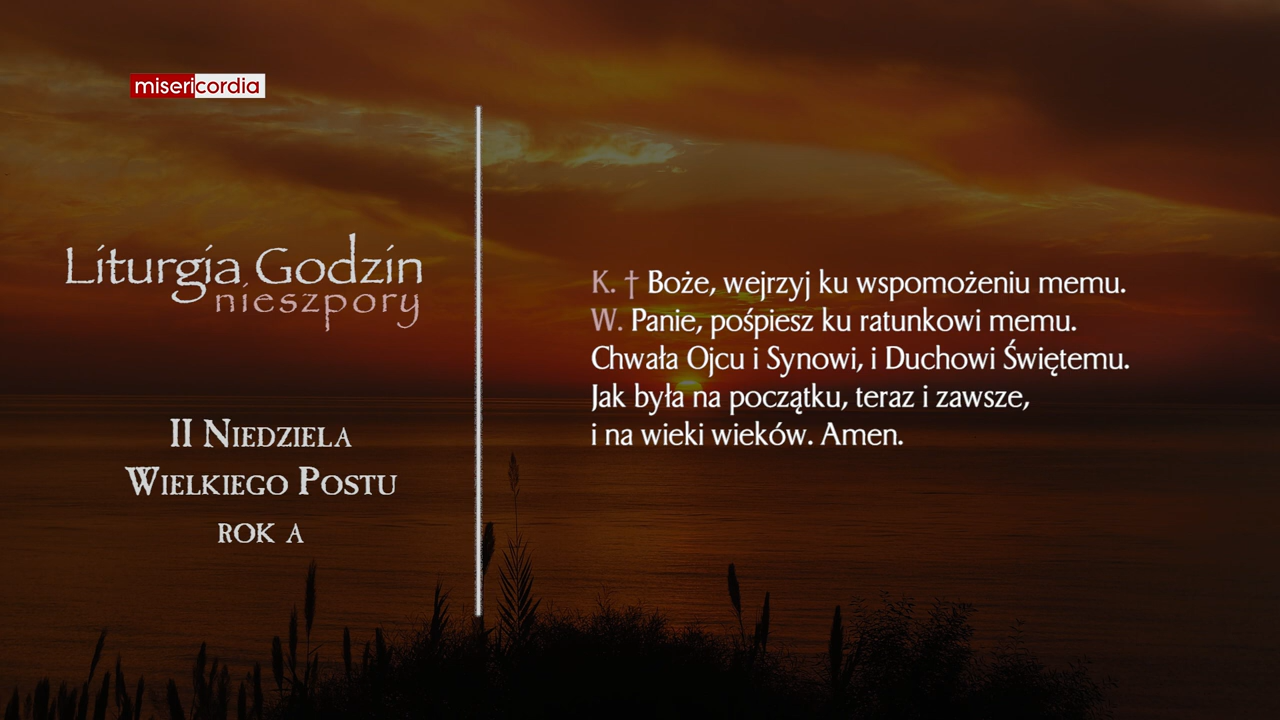 misericordia
Liturgia Godzin
nieszpory
II Niedziela
Wielkiego Postu
rok a
K. † Boże, wejrzyj ku wspomożeniu memu.
W. Panie, pośpiesz ku ratunkowi memu.
Chwała Ojcu i Synowi, i Duchowi Świętemu.
Jak była na początku, teraz i zawsze,
i na wieki wieków. Amen.